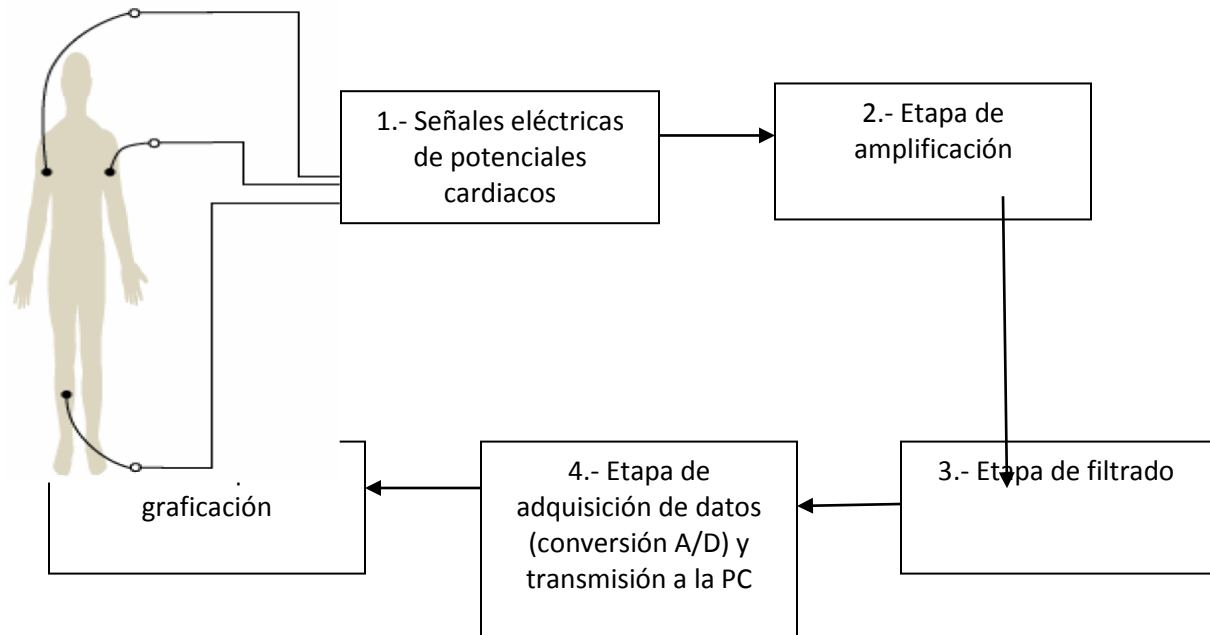 1.- Señales eléctricas
de potenciales
cardiacos
2.- Etapa de
amplificación
3.- Etapa de filtrado
4.- Etapa de
adquisición de datos
(conversión A/D) y
transmisión a la PC
graficación